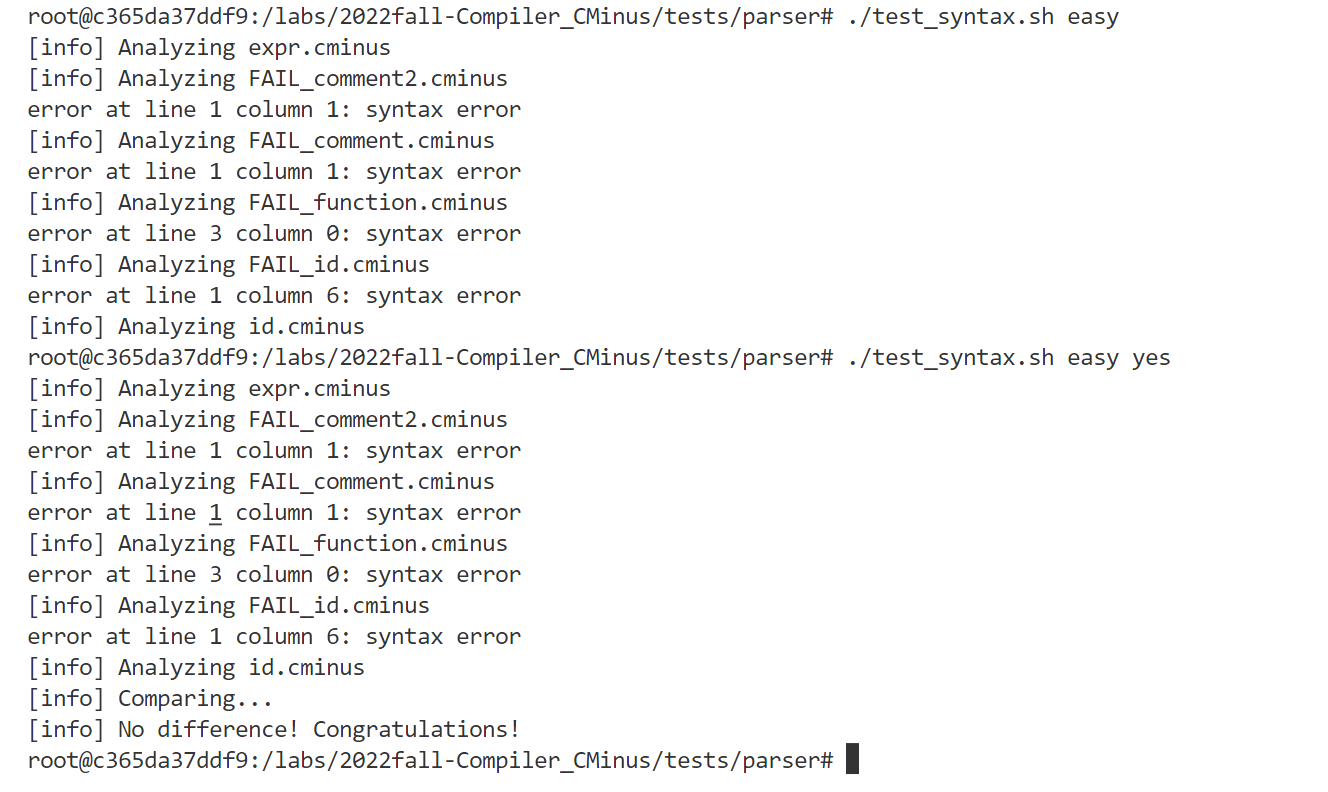 root@c365da37ddf9:/labs/2022fall-Compiler_CMinus/tests/parser# ./test_syntax.sh easy
[info] Analyzing expr.cminus
[info] Analyzing FAIL_comment2.cminus
error at line 1 column 1: syntax error
[info] Analyzing FAIL_comment.cminus
error at line 1 column 1: syntax error
[info] Analyzing FAIL_function.cminus
error at line 3 column 0: syntax error
[info] Analyzing FAIL_id.cminus
error at line 1 column 6: syntax error
[info] Analyzing id.cminus
root@c365da37ddf9:/labs/2022fall-Compiler_CMinus/tests/parser# ./test_syntax.sh easy yes
[info] Analyzing expr.cminus
[info] Analyzing FAIL_comment2.cminus
error at line 1 column 1: syntax error
[info] Analyzing FAIL_comment.cminus
error at line 1 column 1: syntax error
[info] Analyzing FAIL_function.cminus
error at line 3 column 0: syntax error
[info] Analyzing FAIL_id.cminus
error at line 1 column 6: syntax error
[info] Analyzing id.cminus
[info] Comparing...
[info] No difference! Congratulations!
root@c365da37ddf9:/labs/2022fall-Compiler_CMinus/tests/parser#